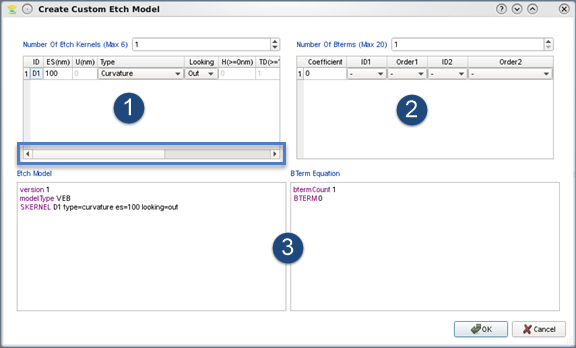 Create Custom Etch Model
Number Of Etch Kernels (Max 6) 1
Number Of Bterms (Max 20) 1
ID ES(nm) U(nm) Type Looking H(>=0nm) TD(>=
1 D1 100 0 Curvature Out 0 1
Coefficient ID1 Order1 ID2 Order2
1 0 - - - -
1
2
Etch Model
BTerm Equation
version 1
modelType VEB
SKERNEL D1 type=curvature es=100 looking=out
btermCount 1
BTERM 0
3
OK
Cancel